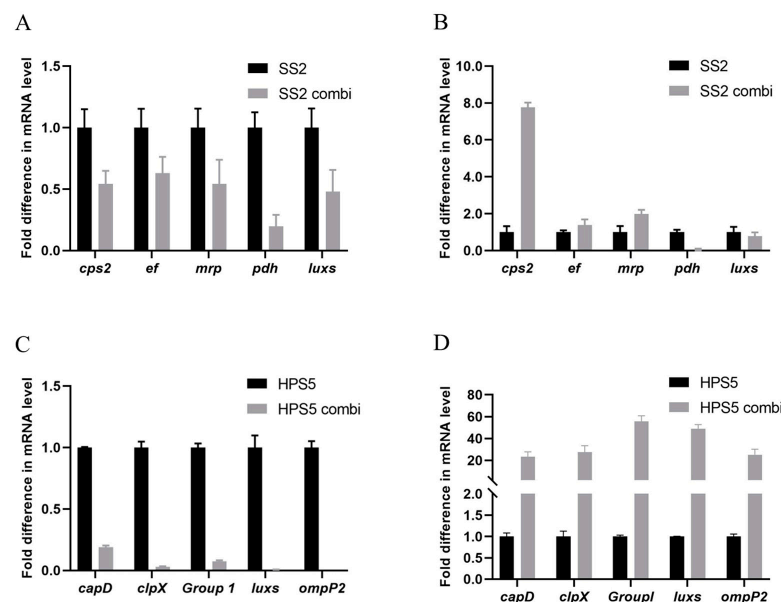 A
Fold difference in mRNA level
1.5
1.0
0.5
0.0
SS2
SS2 combi
cps2 ef mrp pdh luxs
B
Fold difference in mRNA level
10.0
8.0
6.0
4.0
2.0
0.0
SS2
SS2 combi
cps2 ef mrp pdh luxs
C
Fold difference in mRNA level
1.5
1.0
0.5
0.0
HPS5
HPS5 combi
capD clpX Group 1 luxs ompP2
D
Fold difference in mRNA level
80
60
40
20
2.0
1.5
1.0
0.5
0.0
HPS5
HPS5 combi
capD clpX GroupI luxs ompP2